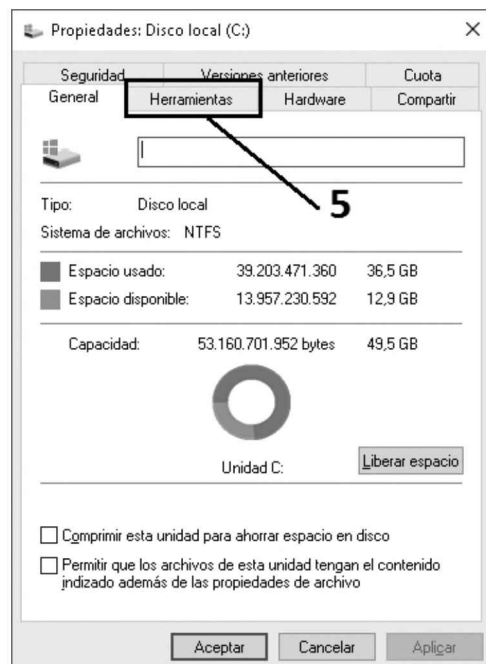 Propiedades: Disco local (C:)
Seguridad Versiones anteriores Cuota
General Herramientas Hardware Compartir
5
Tipo: Disco local
Sistema de archivos: NTFS
Espacio usado: 39.203.471.360 36,5 GB
Espacio disponible: 13.957.230.592 12,9 GB
Capacidad: 53.160.701.952 bytes 49,5 GB
Unidad C: Liberar espacio
Comprimir esta unidad para ahorrar espacio en disco
Permitir que los archivos de esta unidad tengan el contenido
indizado además de las propiedades de archivo
Aceptar Cancelar Aplicar